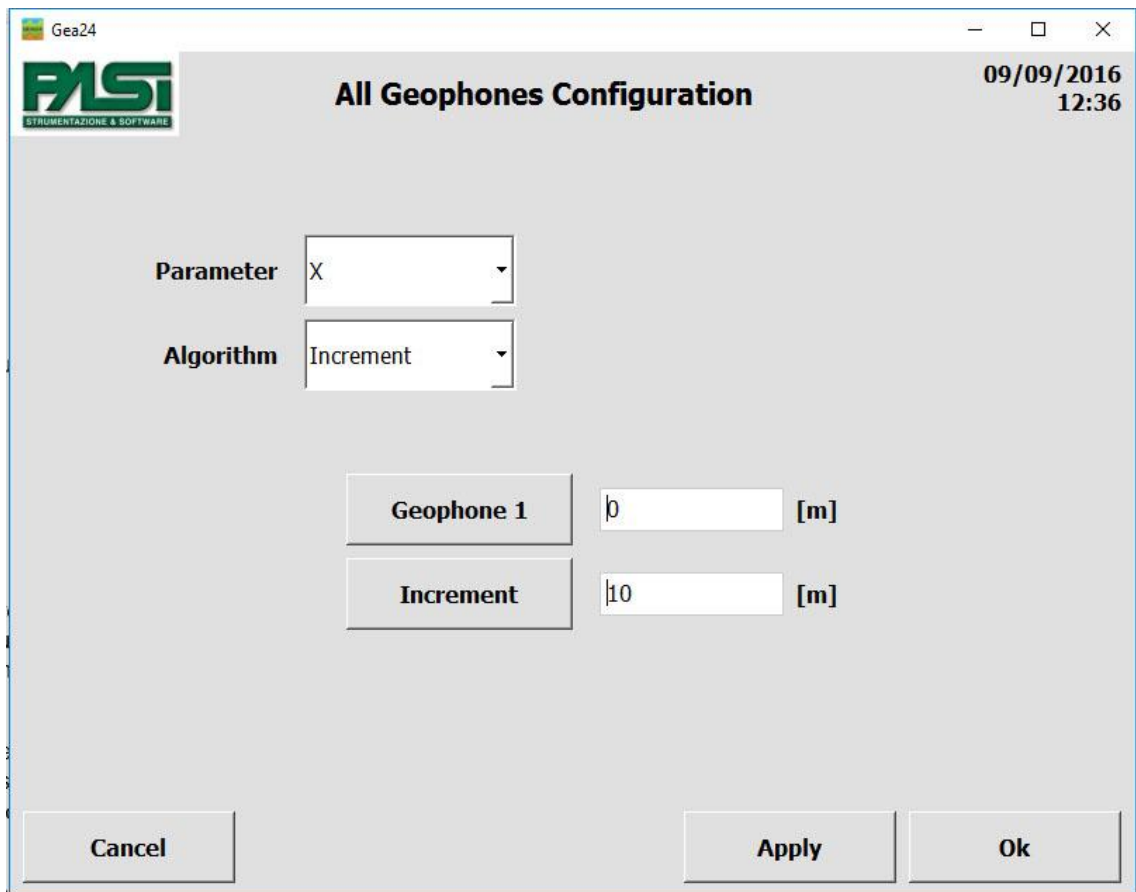 Gea24
PASI
STRUMENTAZIONE & SOFTWARE
All Geophones Configuration
09/09/2016
12:36
Parameter
X
Algorithm
Increment
Geophone 1
0
[m]
Increment
10
[m]
Cancel
Apply
Ok